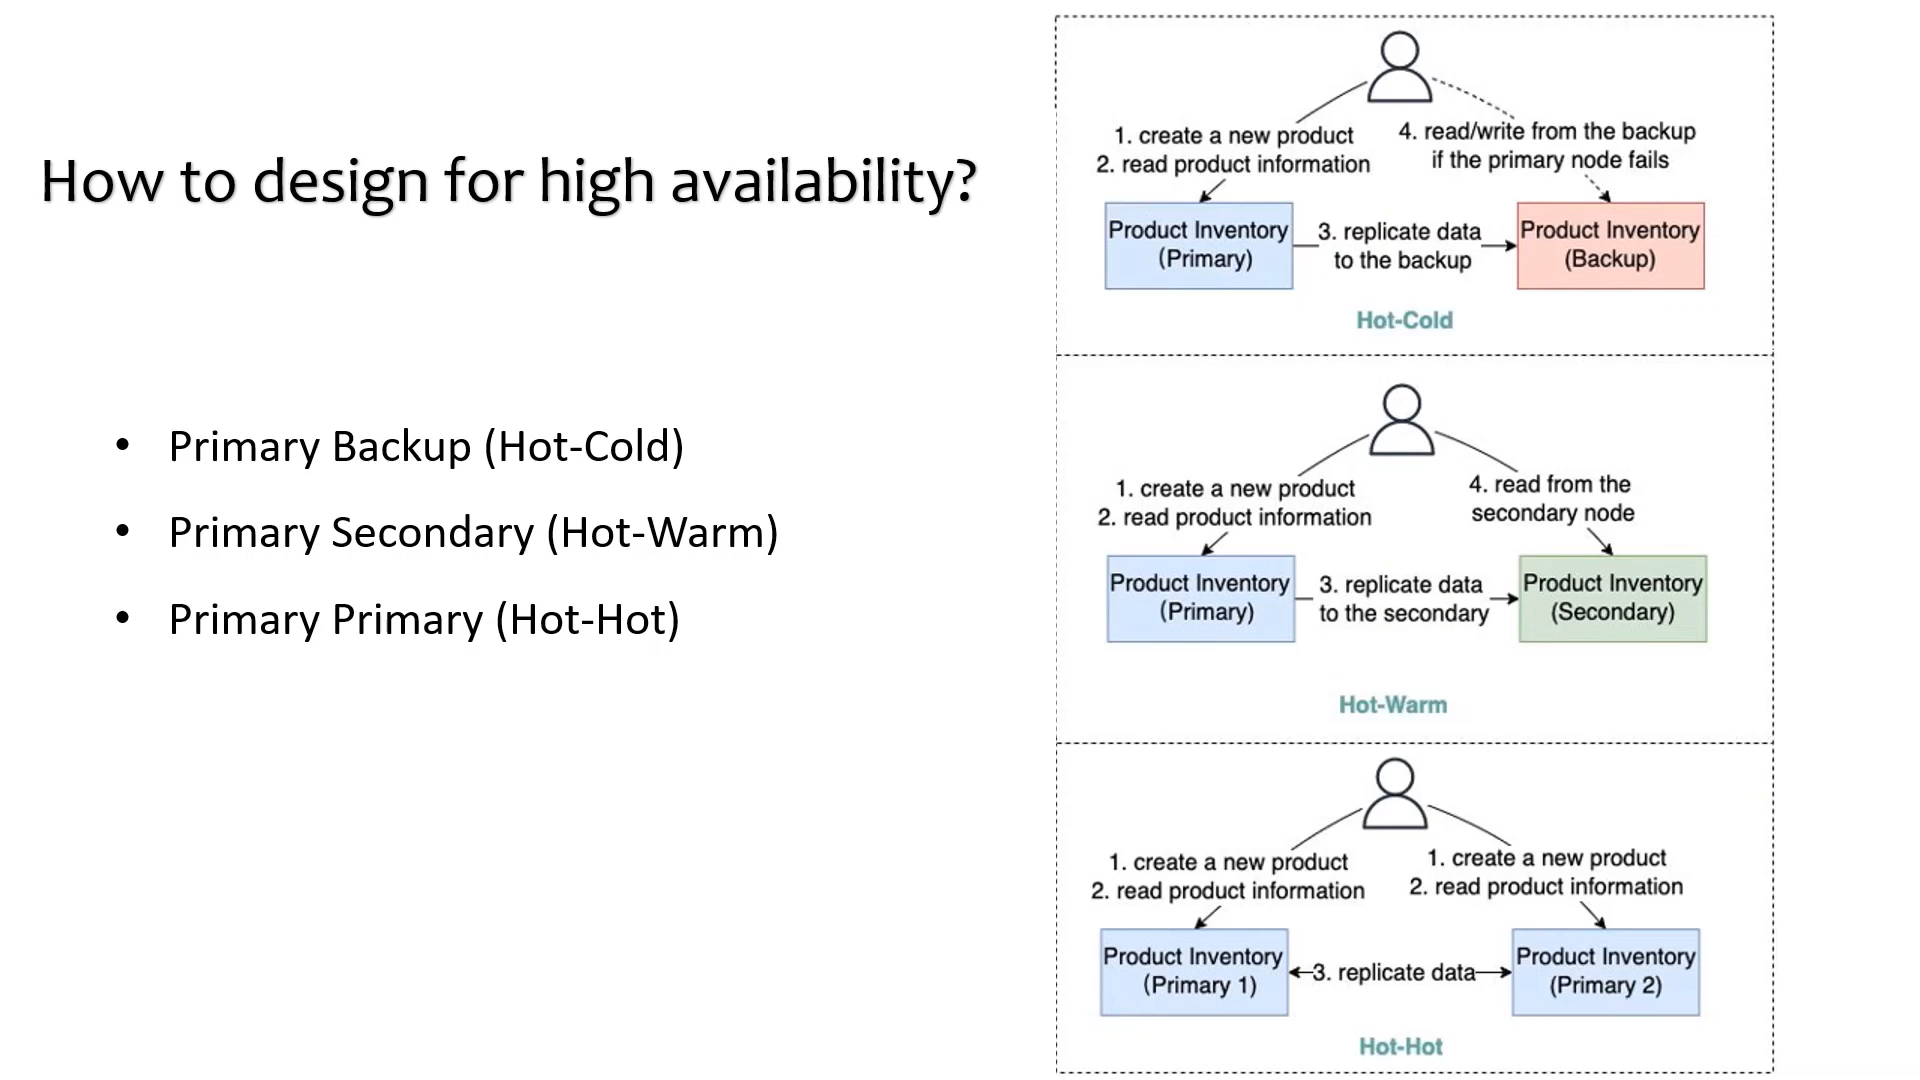 How to design for high availability?
• Primary Backup (Hot-Cold)
• Primary Secondary (Hot-Warm)
• Primary Primary (Hot-Hot)
1. create a new product
2. read product information
4. read/write from the backup
if the primary node fails
Product Inventory
(Primary)
3. replicate data
to the backup
Product Inventory
(Backup)
Hot-Cold
1. create a new product
2. read product information
4. read from the
secondary node
Product Inventory
(Primary)
3. replicate data
to the secondary
Product Inventory
(Secondary)
Hot-Warm
1. create a new product
2. read product information
1. create a new product
2. read product information
Product Inventory
(Primary 1)
3. replicate data
Product Inventory
(Primary 2)
Hot-Hot